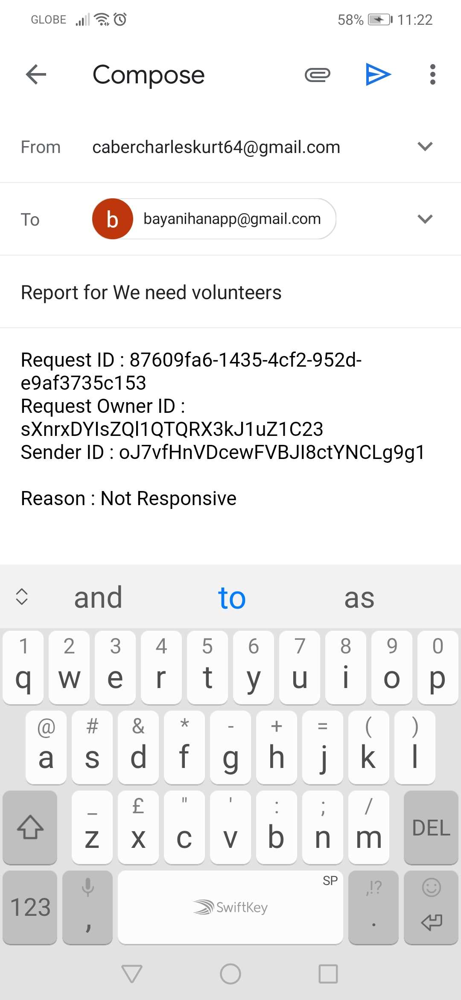 GLOBE 58% 11:22
Compose
From cabercharleskurt64@gmail.com
To b bayanihanapp@gmail.com
Report for We need volunteers
Request ID : 87609fa6-1435-4cf2-952d-
e9af3735c153
Request Owner ID :
sXnrxDYIsZQl1QTQRX3kJ1uZ1C23
Sender ID : oJ7vfHnVDcewFVBJI8ctYNCLg9g1
Reason : Not Responsive
and to as
1 2 3 4 5 6 7 8 9 0
q w e r t y u i o p
@ # & * - + = ( )
a s d f g h j k l
_ £ " ' : ; /
z x c v b n m DEL
SP ,!?
123 , SwiftKey .